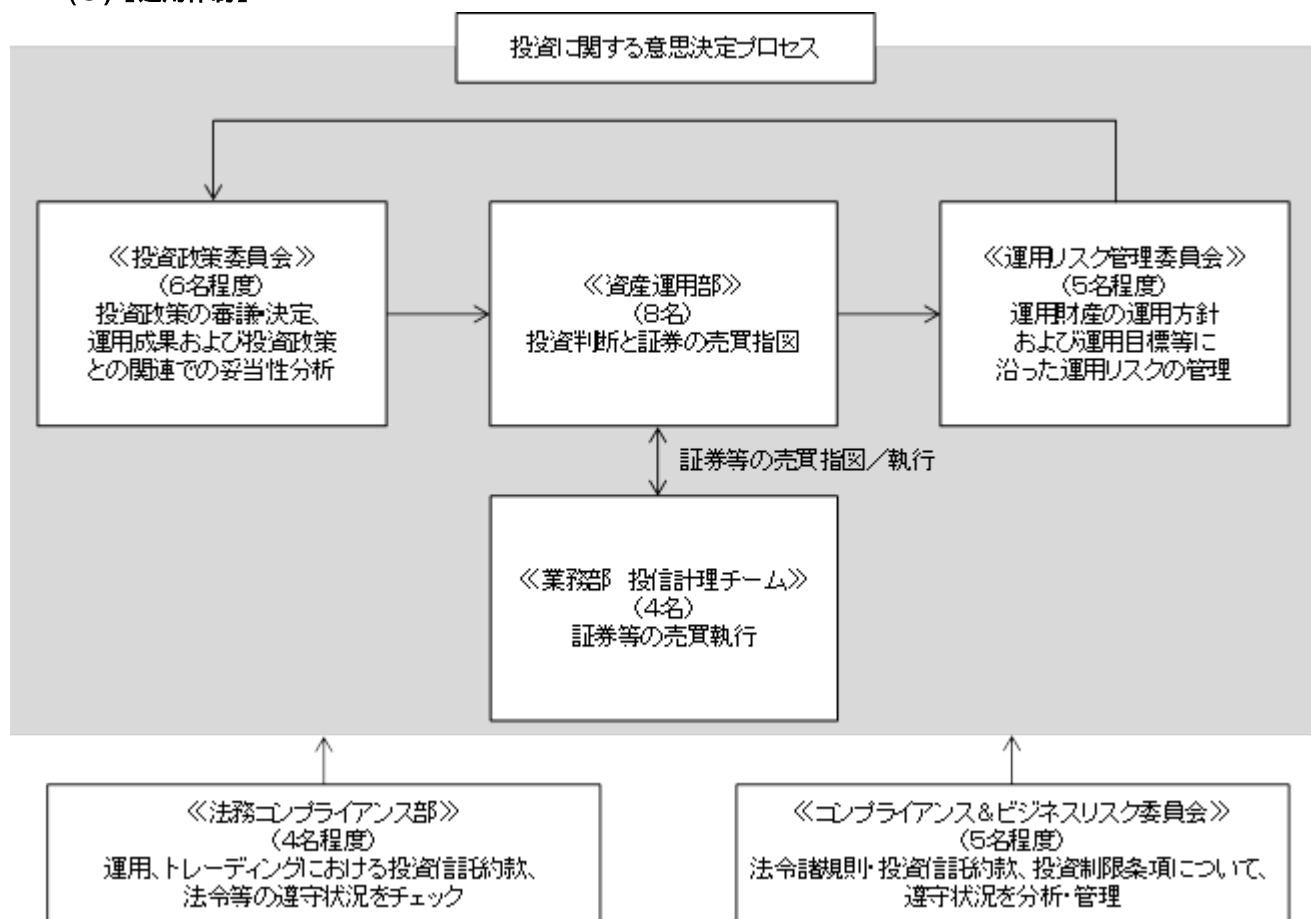 投資に関する意思決定プロセス
≪投資政策委員会≫
(6名程度)
投資政策の審議・決定、
運用成果および投資政策
との関連での妥当性分析
≪資産運用部≫
(8名)
投資判断と証券の売買指図
≪運用リスク管理委員会≫
(5名程度)
運用財産の運用方針
および運用目標等に
沿った運用リスクの管理
証券等の売買指図／執行
≪業務部　投信計理チーム≫
(4名)
証券等の売買執行
≪法務コンプライアンス部≫
(4名程度)
運用、トレーディングにおける投資信託約款、
法令等の遵守状況をチェック
≪コンプライアンス＆ビジネスリスク委員会≫
(5名程度)
法令諸規則・投資信託約款、投資制限条項について、
遵守状況を分析・管理